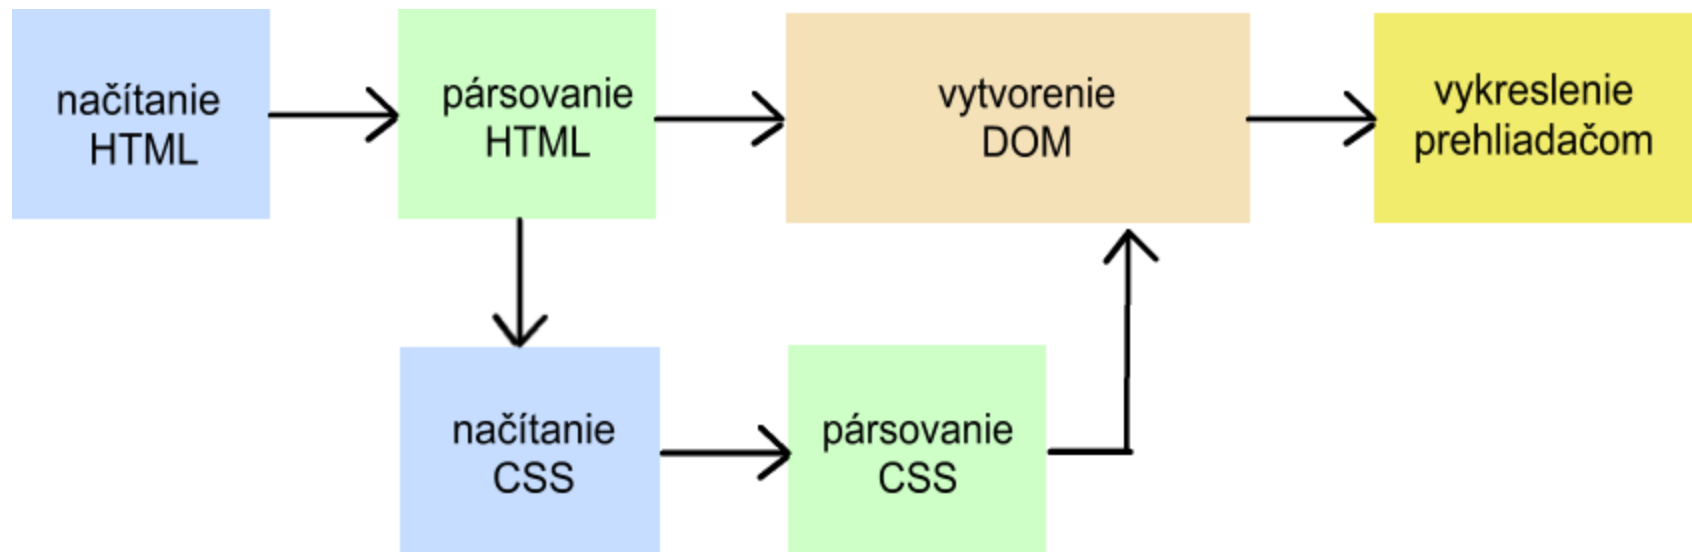 načítanie
HTML
pársovanie
HTML
vytvorenie
DOM
vykreslenie
prehliadačom
načítanie
CSS
pársovanie
CSS